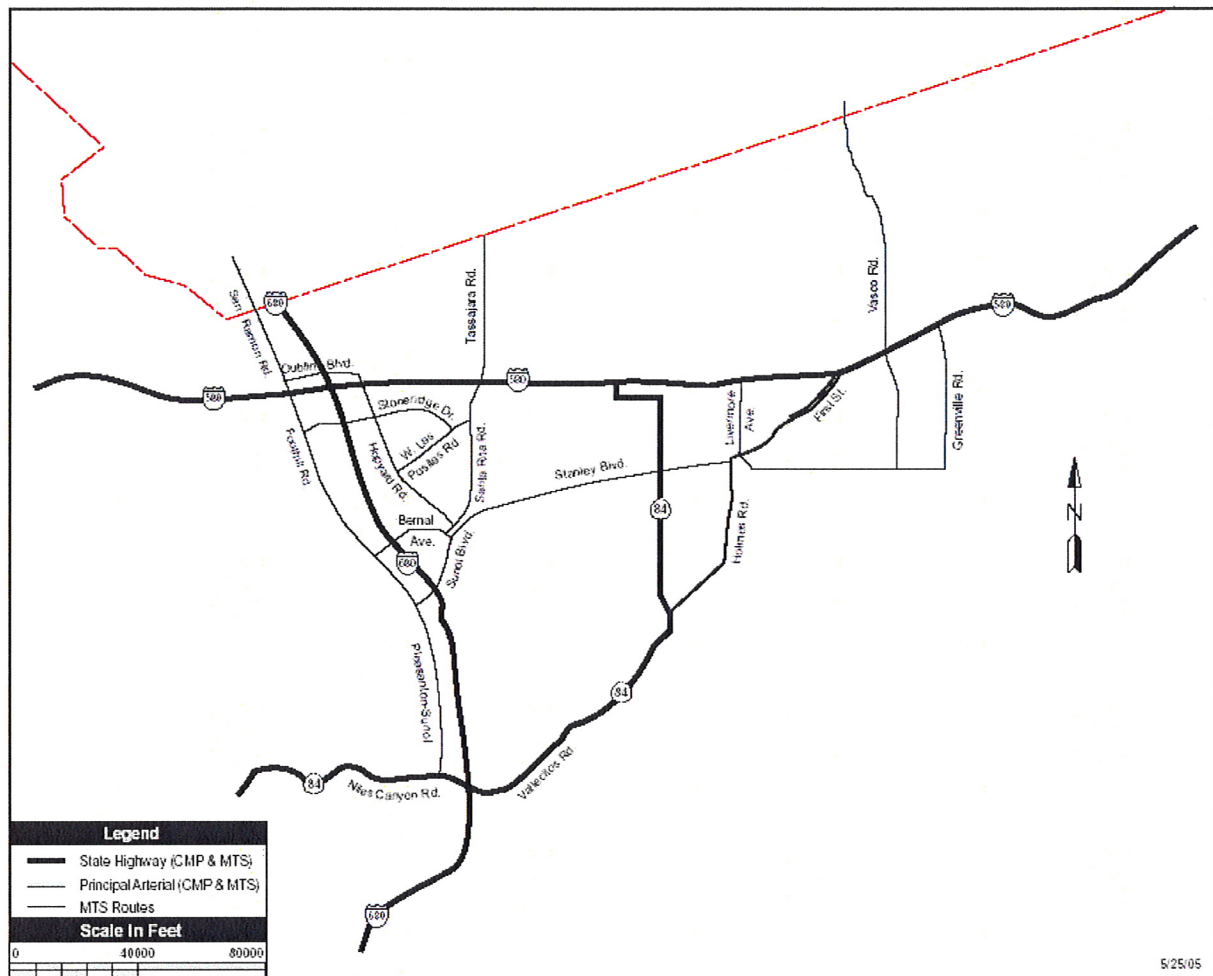 680
San Ramon Rd.
Tassajara Rd.
Vasco Rd.
580
Dublin Blvd.
580
580
Stoneridge Dr.
W. Las
Positas Rd.
Hopyard Rd.
Foothill Rd.
Santa Rita Rd.
Livermore
Ave.
First St.
Greenville Rd.
Stanley Blvd.
84
N
Bernal
Ave.
680
Sunol Blvd.
Holmes Rd.
Pleasanton-Sunol
84
84
Niles Canyon Rd.
Vallecitos Rd.
680
Legend
State Highway (CMP & MTS)
Principal Arterial (CMP & MTS)
MTS Routes
Scale In Feet
0 40000 80000
5/25/05